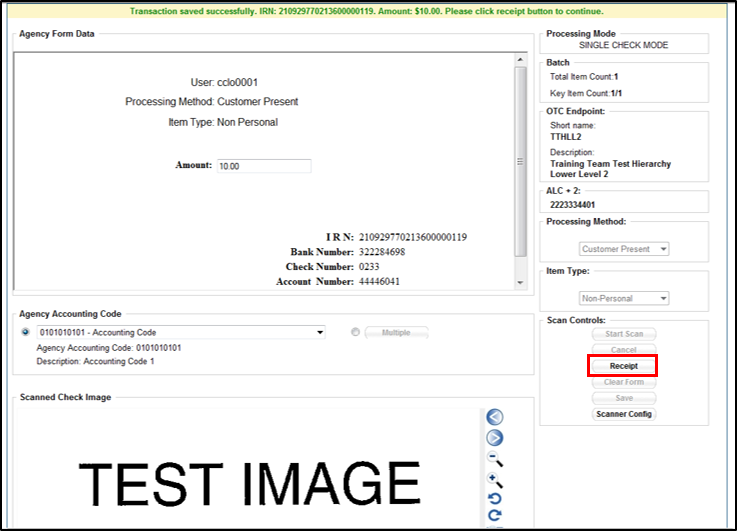 Transaction saved successfully. IRN: 210929770213600000119. Amount: $10.00. Please click receipt button to continue.
Agency Form Data
User: cclo0001
Processing Method: Customer Present
Item Type: Non Personal
Amount: 10.00
I R N: 210929770213600000119
Bank Number: 322284698
Check Number: 0233
Account Number: 44446041
Agency Accounting Code
0101010101 - Accounting Code
Multiple
Agency Accounting Code: 0101010101
Description: Accounting Code 1
Scanned Check Image
TEST IMAGE
Processing Mode
SINGLE CHECK MODE
Batch
Total Item Count:1
Key Item Count:1/1
OTC Endpoint:
Short name:
TTHLL2
Description:
Training Team Test Hierarchy
Lower Level 2
ALC + 2:
2223334401
Processing Method:
Customer Present
Item Type:
Non-Personal
Scan Controls:
Start Scan
Cancel
Receipt
Clear Form
Save
Scanner Config